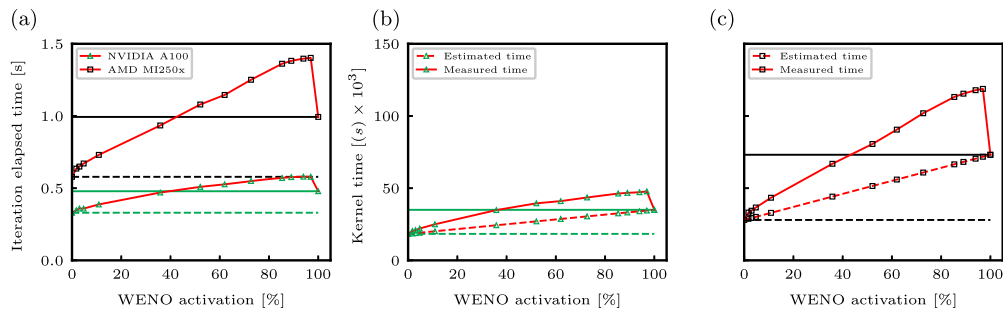 (a)
Iteration elapsed time [s]
1.5
1.0
0.5
0.0
NVIDIA A100
AMD MI250x
0 20 40 60 80 100
WENO activation [%]
(b)
Kernel time [(s) × 10³]
150
100
50
0
Estimated time
Measured time
0 20 40 60 80 100
WENO activation [%]
(c)
Estimated time
Measured time
0 20 40 60 80 100
WENO activation [%]